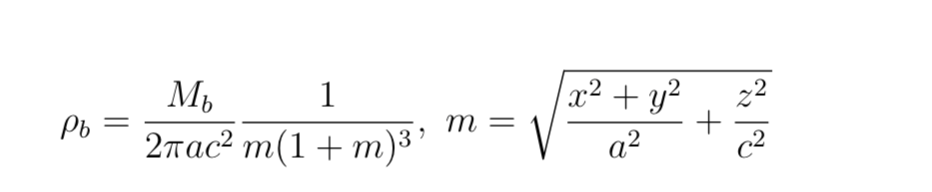 ρ_b = \frac{M_b}{2πac^2} \frac{1}{m(1 + m)^3}, m = \sqrt{\frac{x^2 + y^2}{a^2} + \frac{z^2}{c^2}}